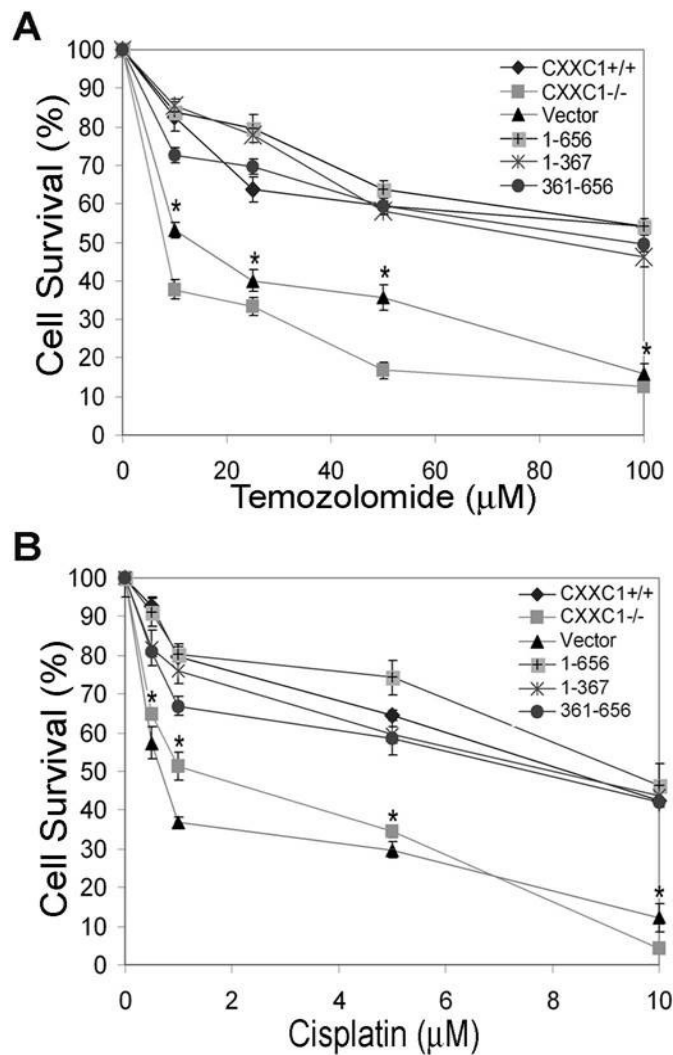 A
100
90
80
70
60
50
40
30
20
10
0
Cell Survival (%)
CXXC1+/+
CXXC1-/-
Vector
1-656
1-367
361-656
*
*
*
*
0 20 40 60 80 100
Temozolomide (μM)
B
100
90
80
70
60
50
40
30
20
10
0
Cell Survival (%)
CXXC1+/+
CXXC1-/-
Vector
1-656
1-367
361-656
*
*
*
*
0 2 4 6 8 10
Cisplatin (μM)